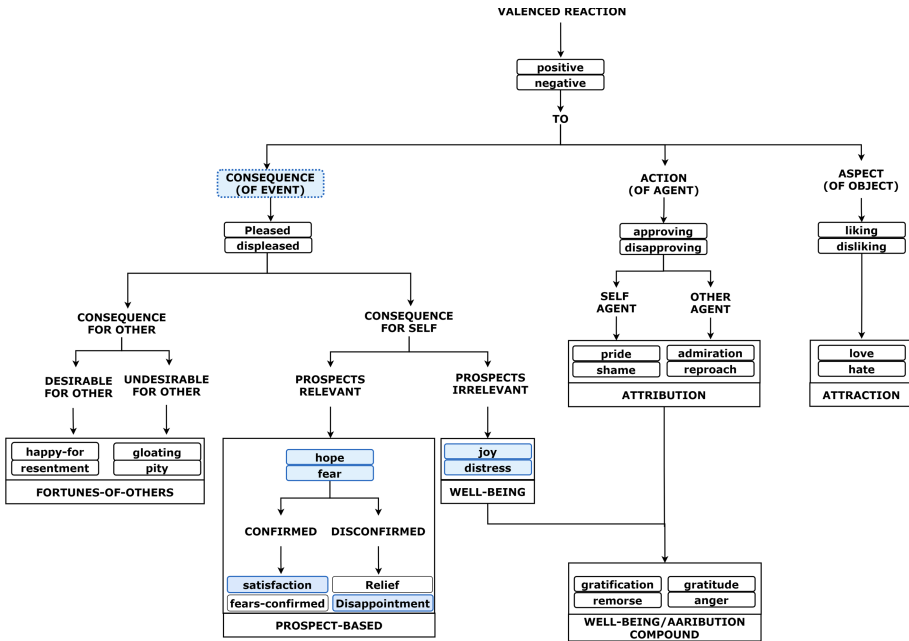 VALENCED REACTION
positive
negative
TO
CONSEQUENCE
(OF EVENT)
ACTION
(OF AGENT)
ASPECT
(OF OBJECT)
Pleased
displeased
approving
disapproving
liking
disliking
SELF
AGENT
OTHER
AGENT
CONSEQUENCE
FOR OTHER
CONSEQUENCE
FOR SELF
pride
shame
admiration
reproach
ATTRIBUTION
love
hate
ATTRACTION
DESIRABLE
FOR OTHER
UNDESIRABLE
FOR OTHER
PROSPECTS
RELEVANT
PROSPECTS
IRRELEVANT
happy-for
resentment
gloating
pity
FORTUNES-OF-OTHERS
hope
fear
joy
distress
WELL-BEING
CONFIRMED
DISCONFIRMED
satisfaction
fears-confirmed
Relief
Disappointment
PROSPECT-BASED
gratification
remorse
gratitude
anger
WELL-BEING/AARIBUTION
COMPOUND